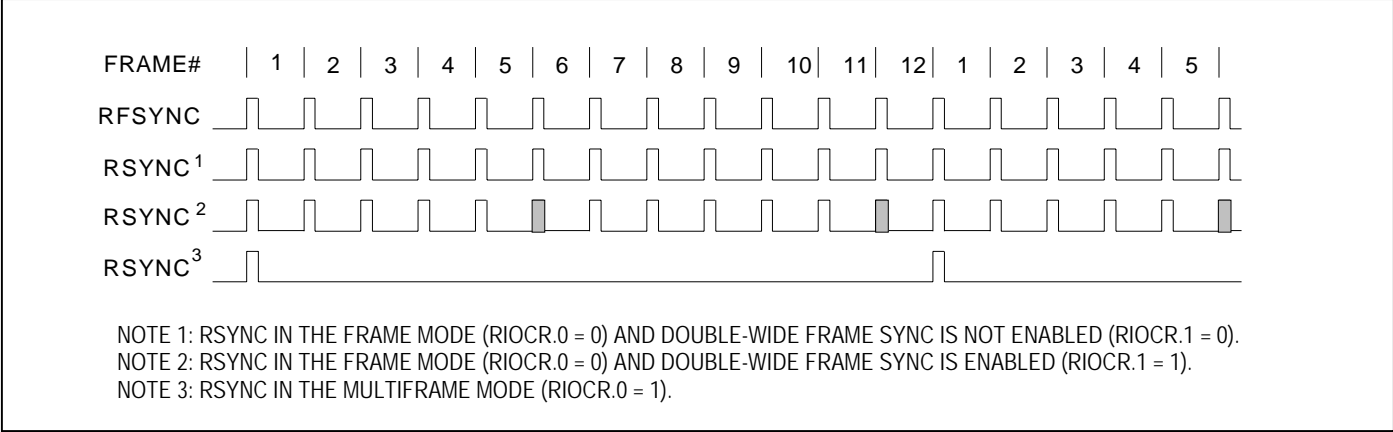 FRAME# 1 2 3 4 5 6 7 8 9 10 11 12 1 2 3 4 5
RFSYNC
RSYNC 1
RSYNC 2
RSYNC 3
NOTE 1: RSYNC IN THE FRAME MODE (RIOCR.0 = 0) AND DOUBLE-WIDE FRAME SYNC IS NOT ENABLED (RIOCR.1 = 0).
NOTE 2: RSYNC IN THE FRAME MODE (RIOCR.0 = 0) AND DOUBLE-WIDE FRAME SYNC IS ENABLED (RIOCR.1 = 1).
NOTE 3: RSYNC IN THE MULTIFRAME MODE (RIOCR.0 = 1).